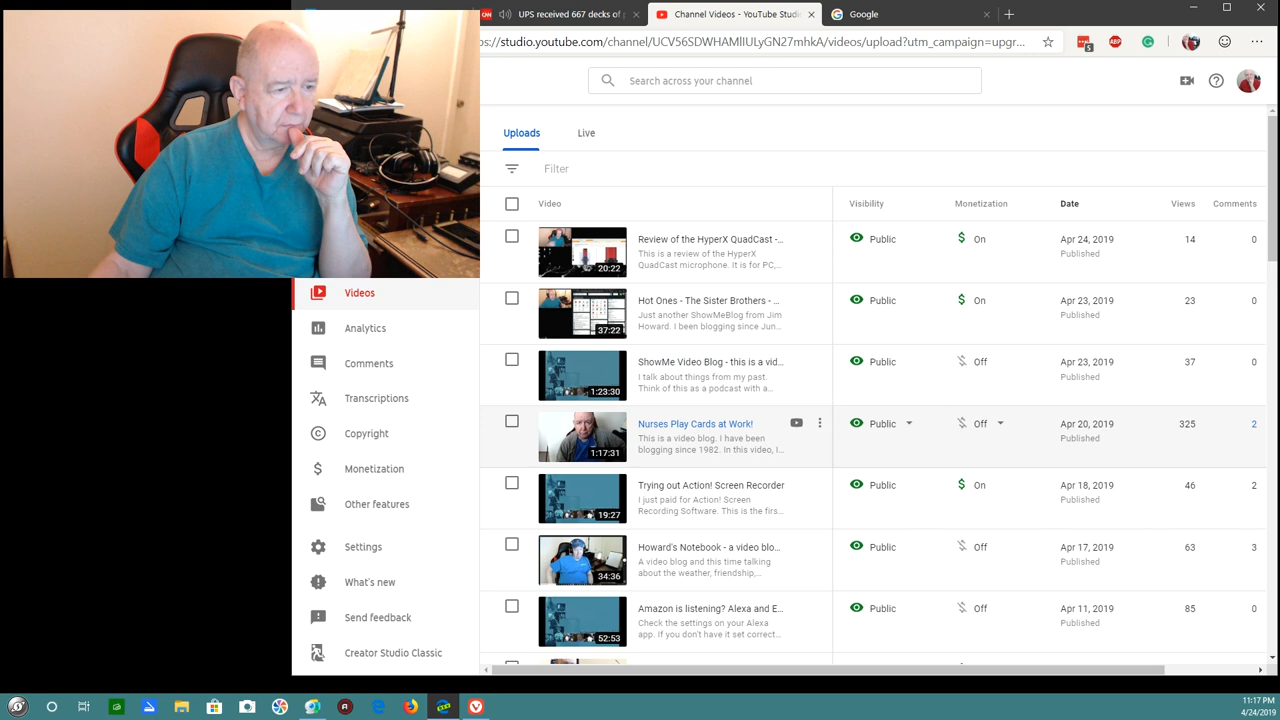 UPS received 667 decks of
Channel Videos - YouTube Studio
Google
ps://studio.youtube.com/channel/UCV56SDWHAMlIULyGN27mhkA/videos/upload?utm_campaign=upgr...
5
ABP
Search across your channel
Uploads
Live
Filter
Video
Visibility
Monetization
Date
Views
Comments
20:22
Review of the HyperX QuadCast -...
This is a review of the HyperX
QuadCast microphone. It is for PC,...
Public
On
Apr 24, 2019
Published
14
0
37:22
Hot Ones - The Sister Brothers - ...
Just another ShowMeBlog from Jim
Howard. I been blogging since Jun...
Public
On
Apr 23, 2019
Published
23
0
1:23:30
ShowMe Video Blog - this is a vid...
I talk about things from my past.
Think of this as a podcast with a...
Public
Off
Apr 23, 2019
Published
37
0
1:17:31
Nurses Play Cards at Work!
This is a video blog. I have been
blogging since 1982. In this video, I...
Public
Off
Apr 20, 2019
Published
325
2
19:27
Trying out Action! Screen Recorder
I just paid for Action! Screen
Recording Software. This is the firs...
Public
On
Apr 18, 2019
Published
46
2
34:36
Howard's Notebook - a video blo...
A video blog and this time talking
about the weather, friendship,...
Public
Off
Apr 17, 2019
Published
63
3
52:53
Amazon is listening? Alexa and E...
Check the settings on your Alexa
app. If you don't have it set correct...
Public
Off
Apr 11, 2019
Published
85
0
Videos
Analytics
Comments
Transcriptions
Copyright
Monetization
Other features
Settings
What's new
Send feedback
Creator Studio Classic
11:17 PM
4/24/2019